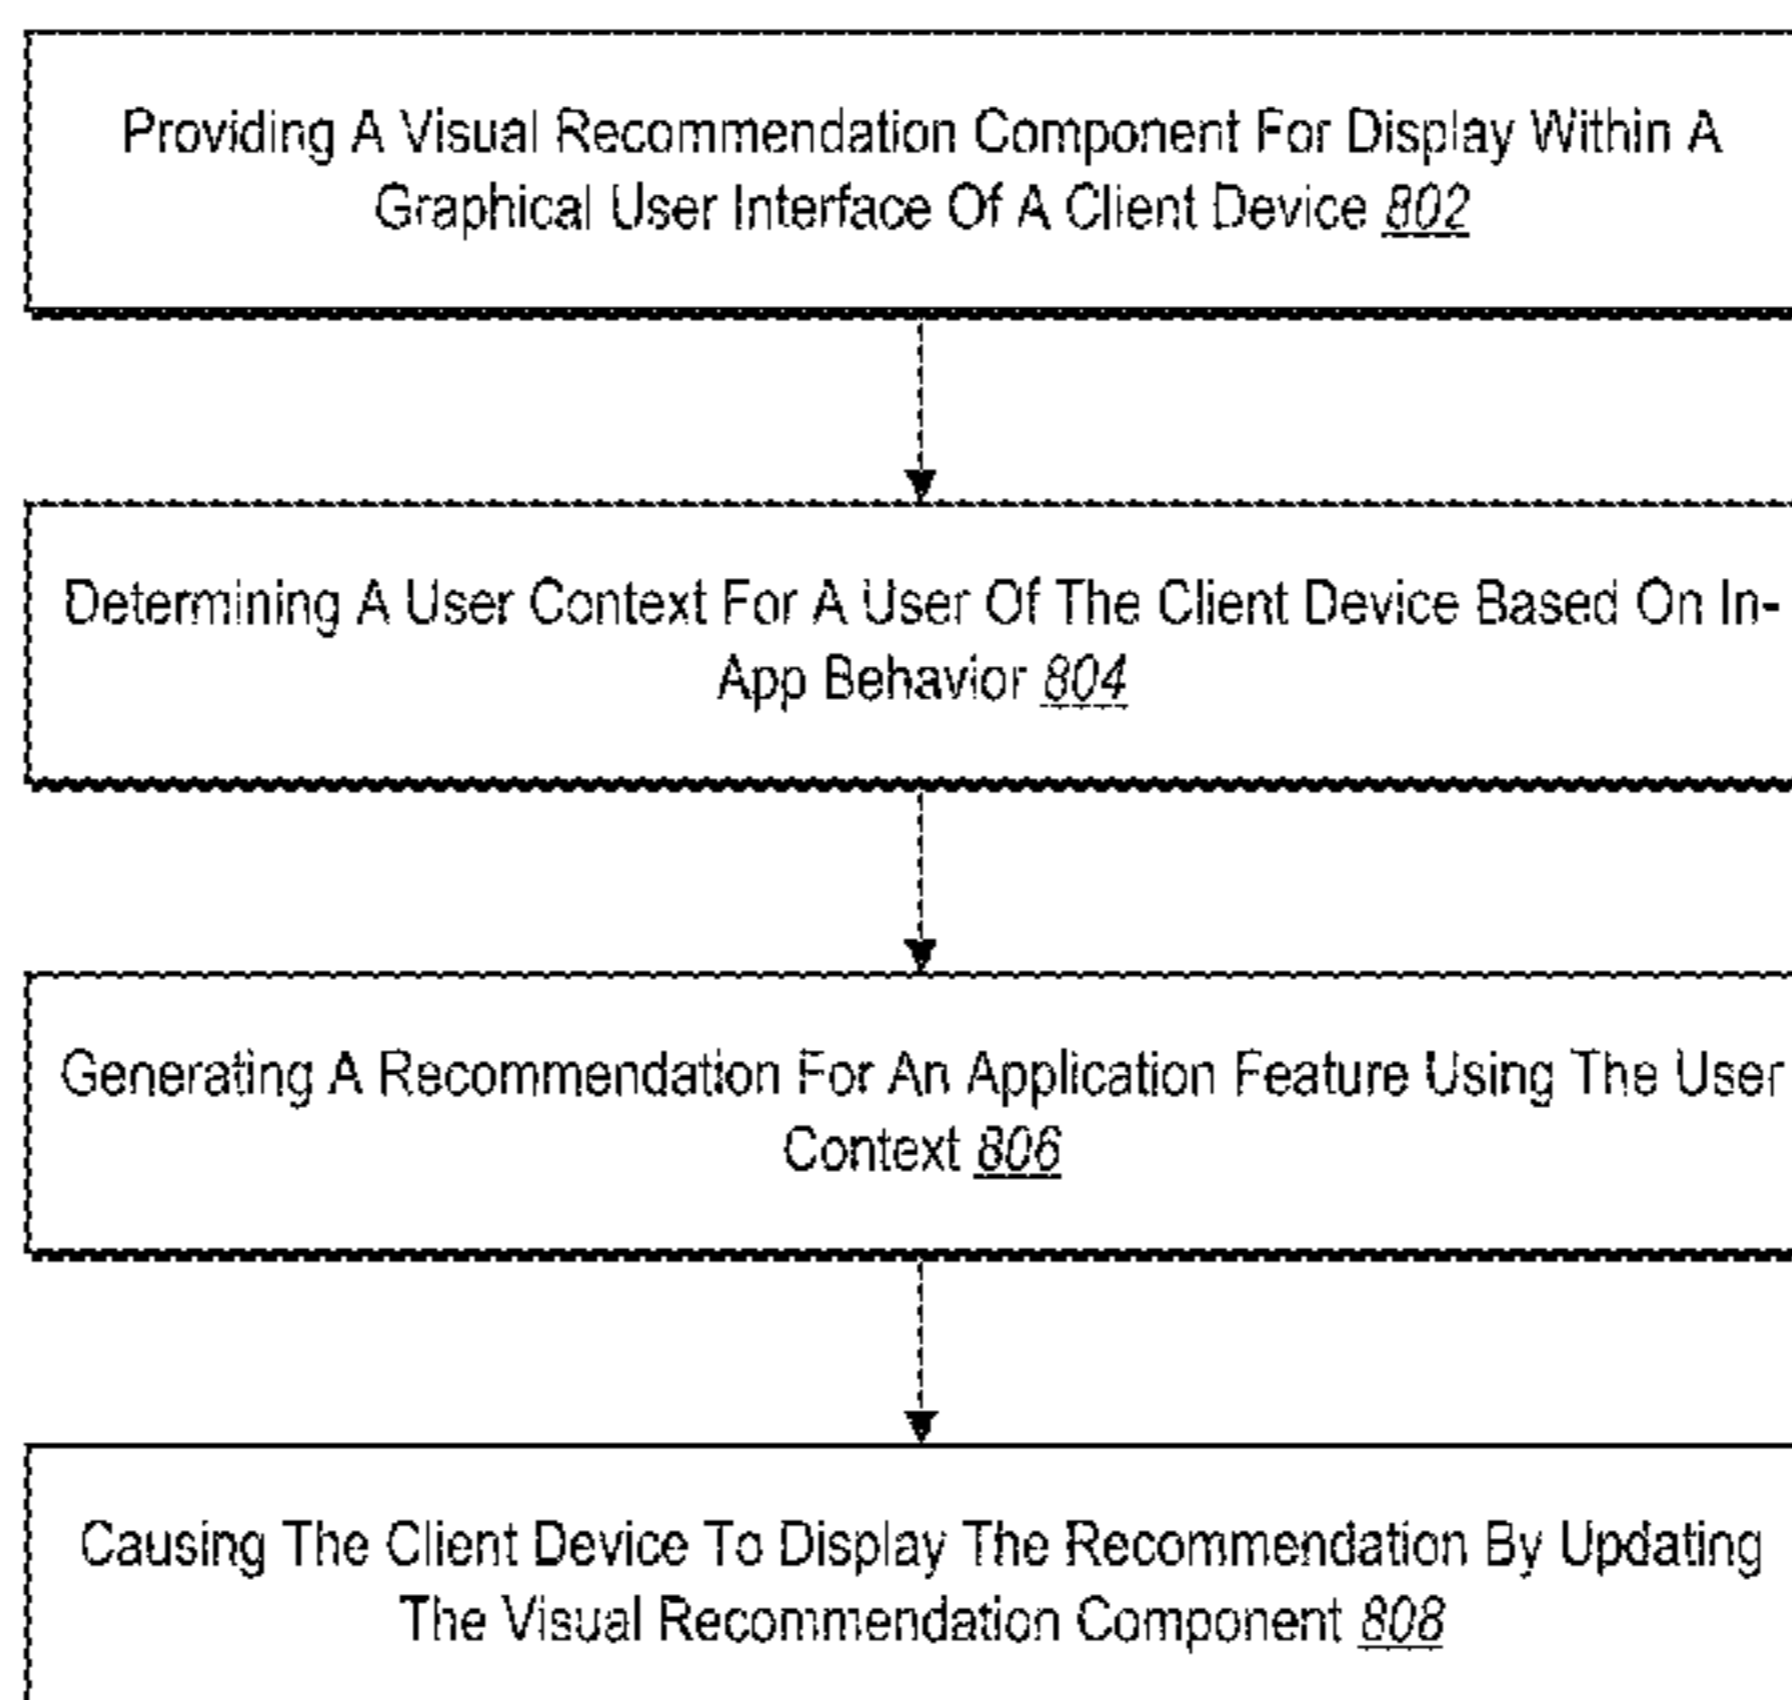 Providing A Visual Recommendation Component For Display Within A
Graphical User Interface Of A Client Device 802
Determining A User Context For A User Of The Client Device Based On In-
App Behavior 804
Generating A Recommendation For An Application Feature Using The User
Context 806
Causing The Client Device To Display The Recommendation By Updating
The Visual Recommendation Component 808